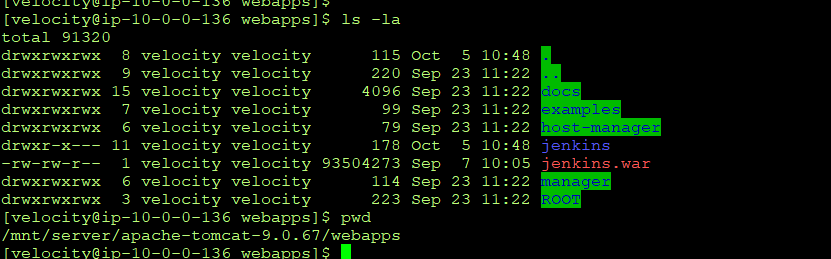 [velocity@ip-10-0-0-136 webapps]$
[velocity@ip-10-0-0-136 webapps]$ ls -la
total 91320
drwxrwxrwx  8 velocity velocity      115 Oct  5 10:48 .
drwxrwxrwx  9 velocity velocity      220 Sep 23 11:22 ..
drwxrwxrwx 15 velocity velocity     4096 Sep 23 11:22 docs
drwxrwxrwx  7 velocity velocity       99 Sep 23 11:22 examples
drwxrwxrwx  6 velocity velocity       79 Sep 23 11:22 host-manager
drwxr-x--- 11 velocity velocity      178 Oct  5 10:48 jenkins
-rw-rw-r--  1 velocity velocity 93504273 Sep  7 10:05 jenkins.war
drwxrwxrwx  6 velocity velocity      114 Sep 23 11:22 manager
drwxrwxrwx  3 velocity velocity      223 Sep 23 11:22 ROOT
[velocity@ip-10-0-0-136 webapps]$ pwd
/mnt/server/apache-tomcat-9.0.67/webapps
[velocity@ip-10-0-0-136 webapps]$